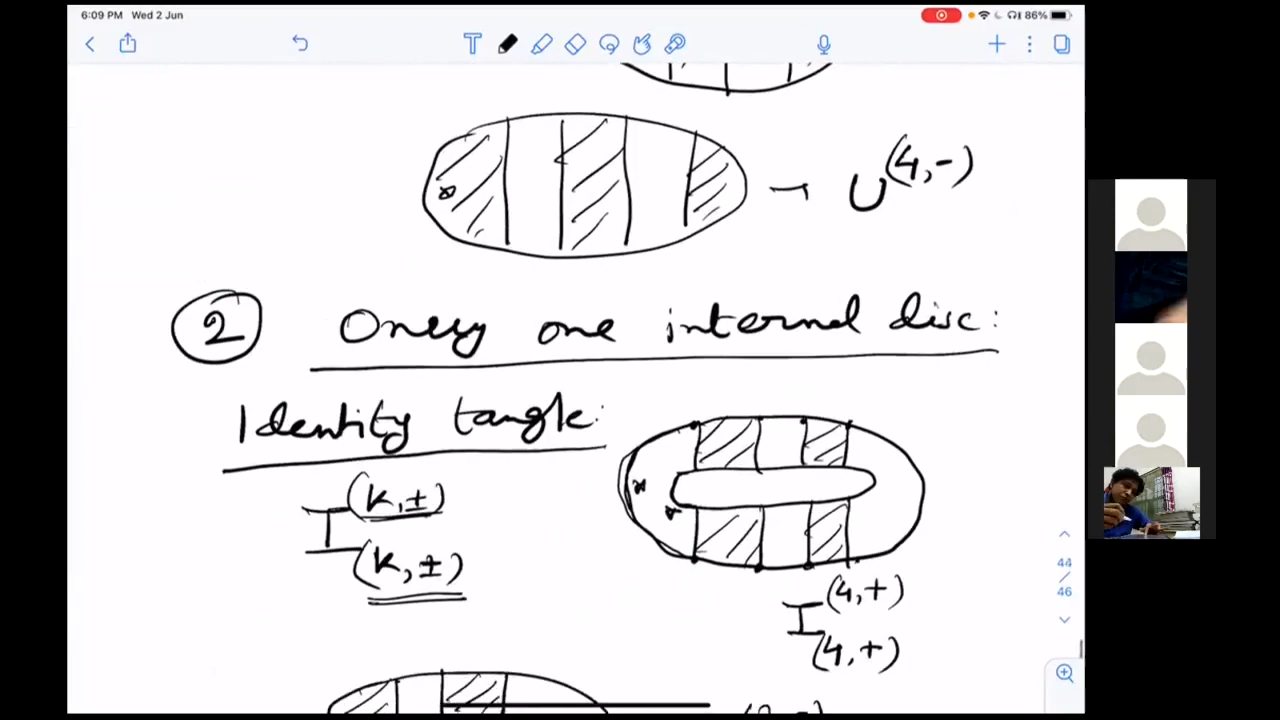 6:09 PM Wed 2 Jun
86%
→ U^(4,-)
② Onely one internal disc:
Identity tangle:
I^(k,±)_(k,±)
I^(4,+)_(4,+)
44
/
46